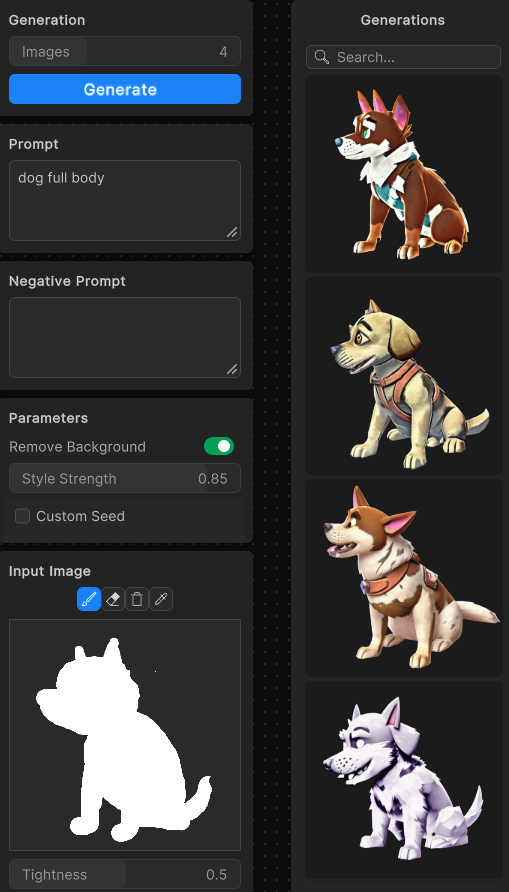 Generation
Images 4
Generate
Prompt
dog full body
Negative Prompt
Parameters
Remove Background
Style Strength 0.85
Custom Seed
Input Image
Tightness 0.5
Generations
Search...